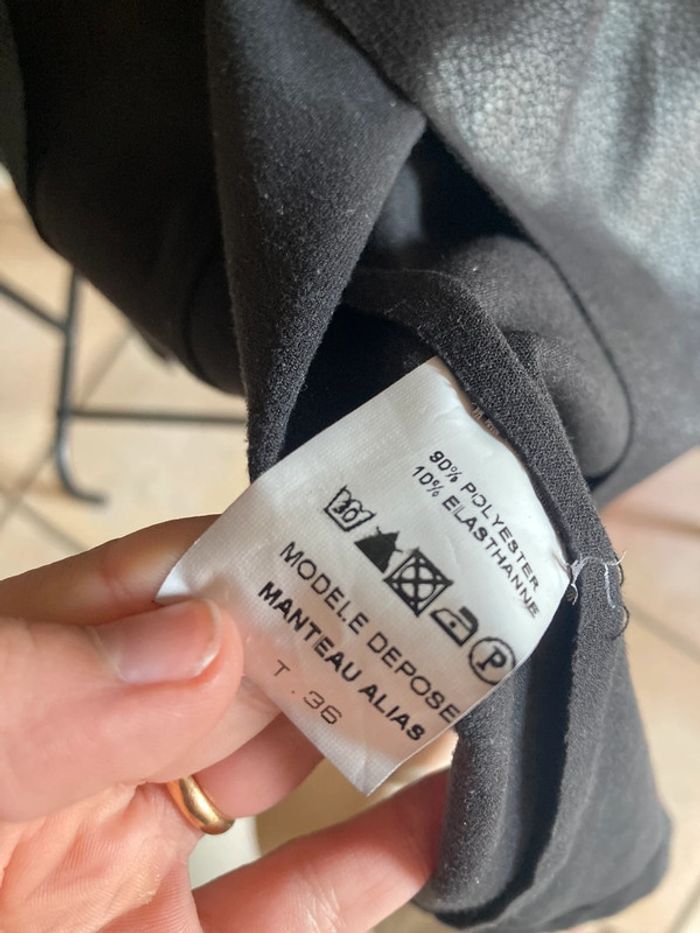 90% POLYESTER
10% ELASTHANNE
30
P
MODELE DEPOSE
MANTEAU ALIAS
T.36